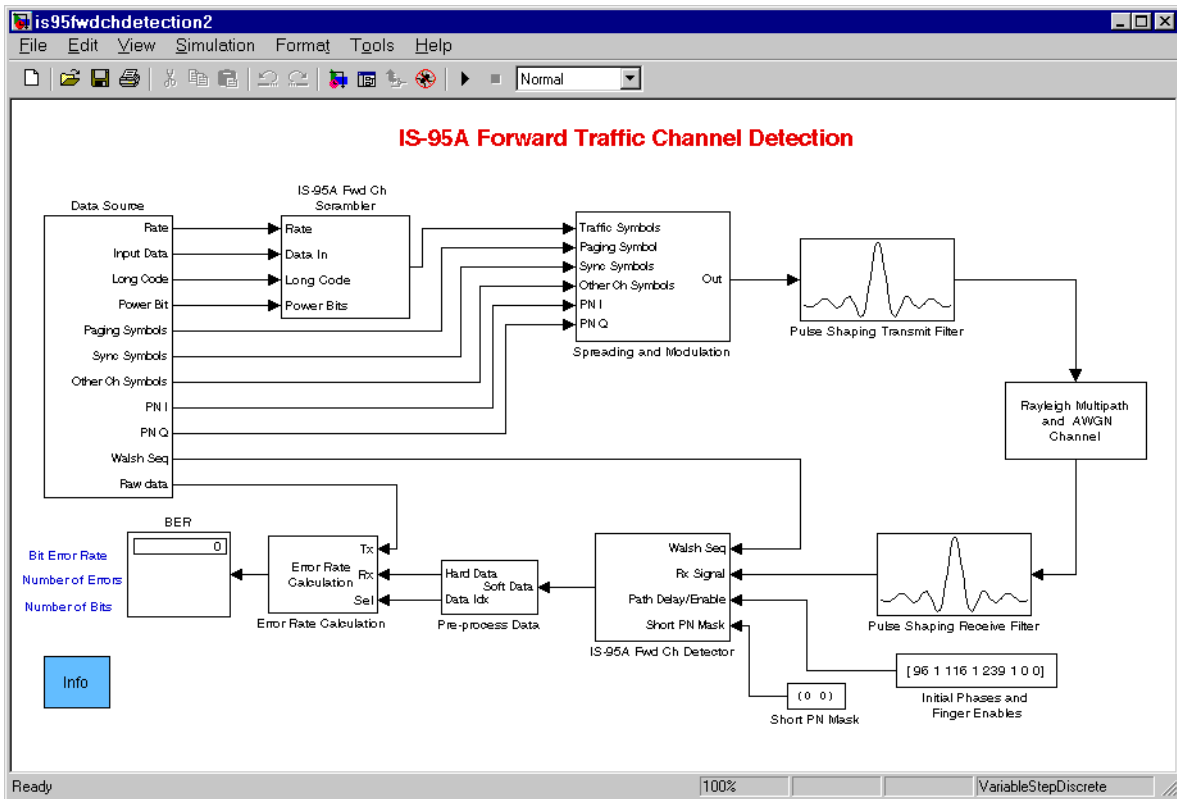 is95fwdchdetection2
File Edit View Simulation Format Tools Help
Normal
IS-95A Forward Traffic Channel Detection
Data Source
Rate
Input Data
Long Code
Power Bit
Paging Symbols
Sync Symbols
Other Ch Symbols
PN I
PN Q
Walsh Seq
Raw data
IS-95A Fwd Ch
Scrambler
Rate
Data In
Long Code
Power Bits
Traffic Symbols
Paging Symbol
Sync Symbols
Other Ch Symbols
PN I
PN Q
Out
Spreading and Modulation
Pulse Shaping Transmit Filter
Rayleigh Multipath
and AWGN
Channel
BER
0
Bit Error Rate
Number of Errors
Number of Bits
Tx
Error Rate
Calculation
Rx
Sel
Error Rate Calculation
Hard Data
Soft Data
Data Idx
Pre-process Data
Walsh Seq
Rx Signal
Path Delay/Enable
Short PN Mask
IS-95A Fwd Ch Detector
Pulse Shaping Receive Filter
[96 1 116 1 239 1 0 0]
Initial Phases and
Finger Enables
(0 0)
Short PN Mask
Info
Ready 100% VariableStepDiscrete